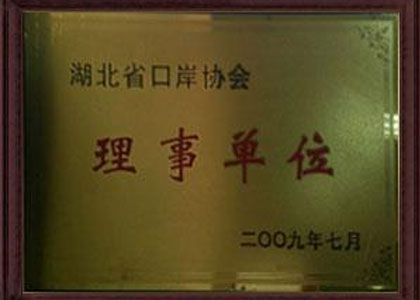 湖北省口岸协会
理事单位
二〇〇九年七月